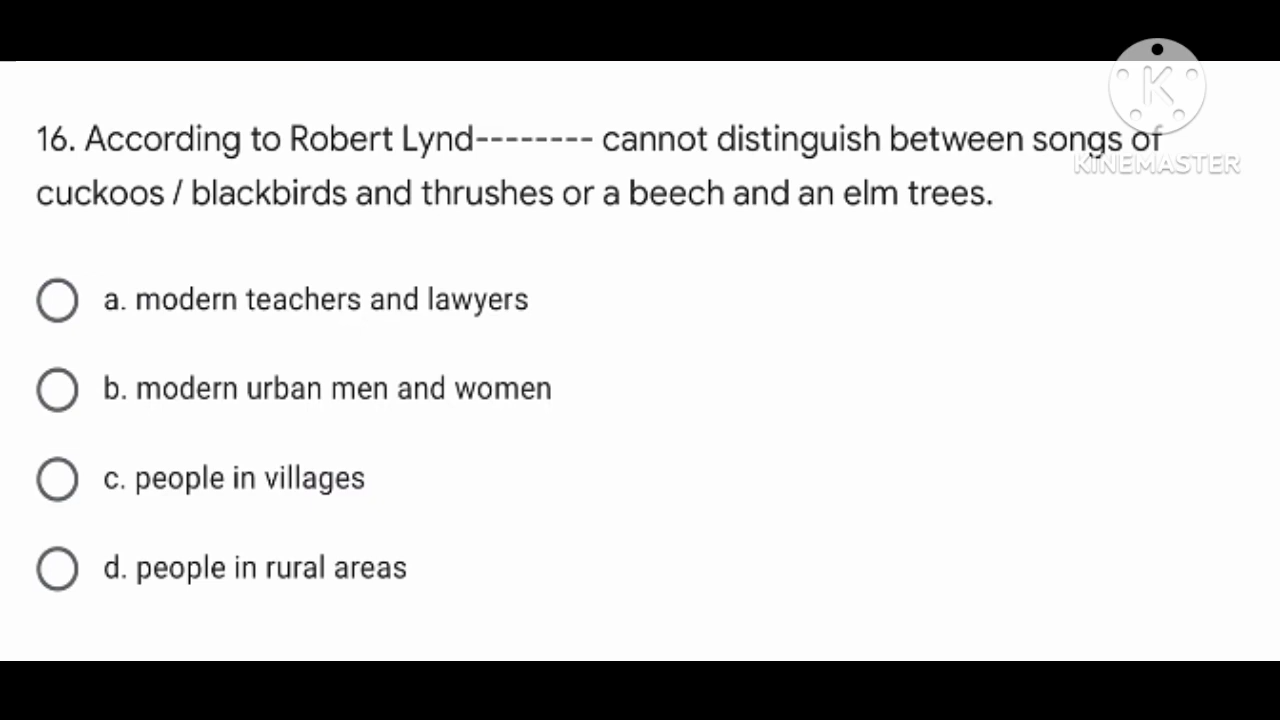 16. According to Robert Lynd-------- cannot distinguish between songs of
cuckoos / blackbirds and thrushes or a beech and an elm trees.
a. modern teachers and lawyers
b. modern urban men and women
c. people in villages
d. people in rural areas
K
KINEMASTER